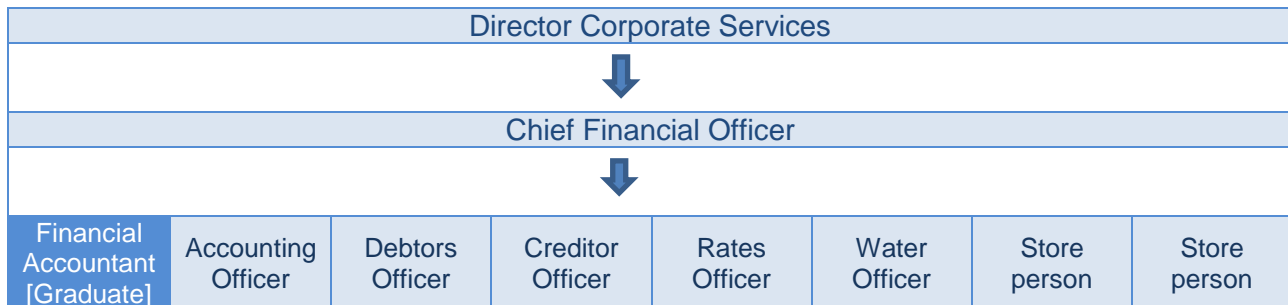 Director Corporate Services
Chief Financial Officer
Financial
Accountant
[Graduate]
Accounting
Officer
Debtors
Officer
Creditor
Officer
Rates
Officer
Water
Officer
Store
person
Store
person